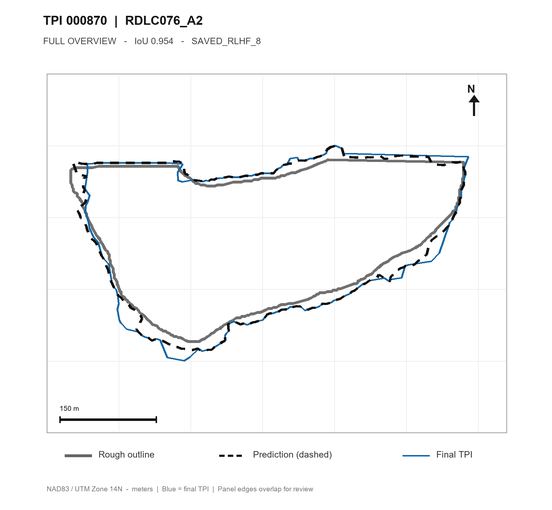 TPI 000870 | RDLC076_A2
FULL OVERVIEW - IoU 0.954 - SAVED_RLHF_8
N
150 m
Rough outline
Prediction (dashed)
Final TPI
NAD83 / UTM Zone 14N - meters | Blue = final TPI | Panel edges overlap for review